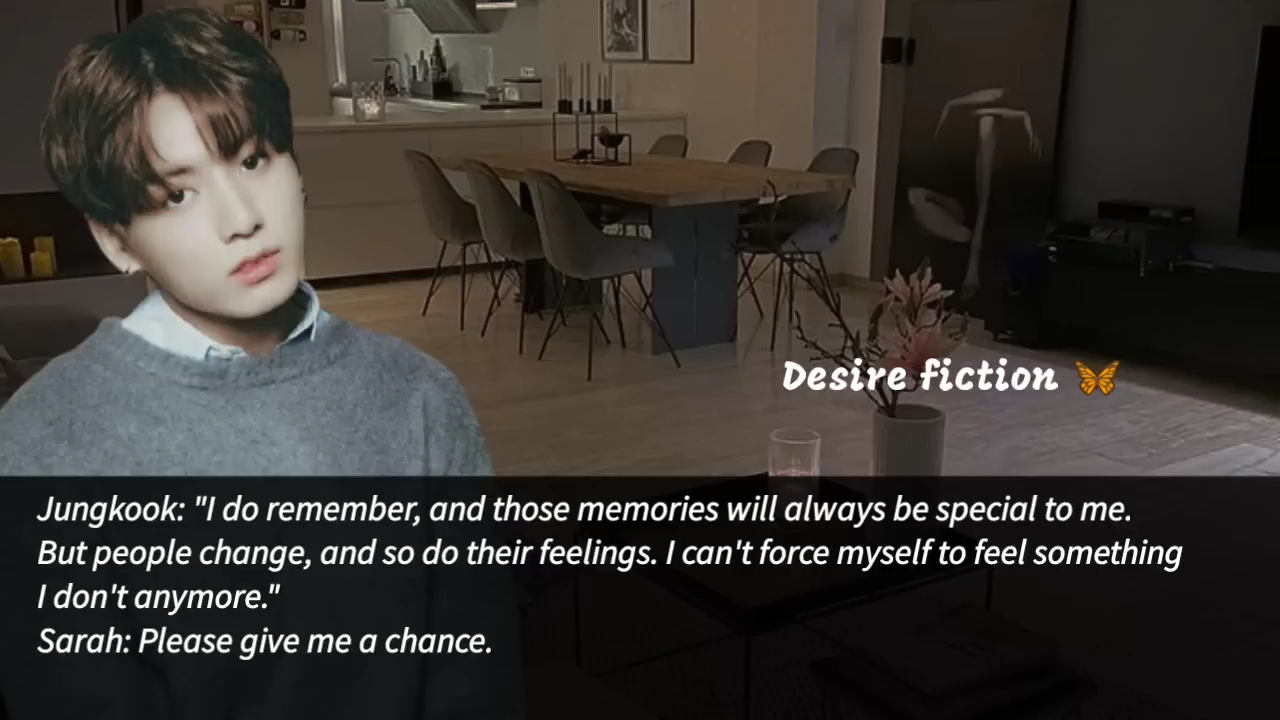 Desire fiction 🦋
Jungkook: "I do remember, and those memories will always be special to me.
But people change, and so do their feelings. I can't force myself to feel something
I don't anymore."
Sarah: Please give me a chance.